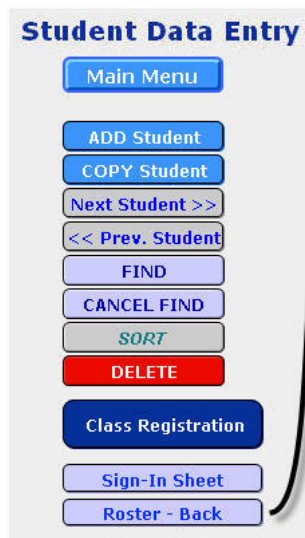 Student Data Entry
Main Menu
ADD Student
COPY Student
Next Student >>
<< Prev. Student
FIND
CANCEL FIND
SORT
DELETE
Class Registration
Sign-In Sheet
Roster - Back